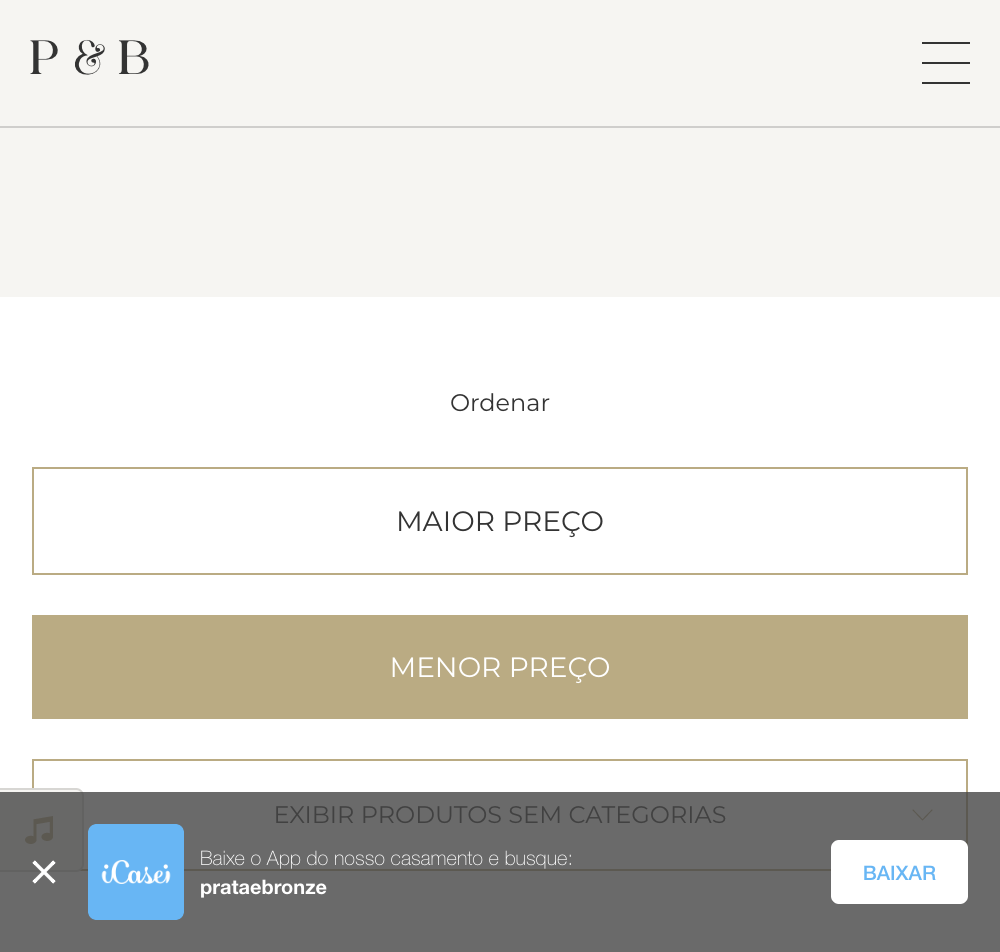 P & B
Ordenar
MAIOR PREÇO
MENOR PREÇO
EXIBIR PRODUTOS SEM CATEGORIAS
iCasei
Baixe o App do nosso casamento e busque:
prataebronze
BAIXAR